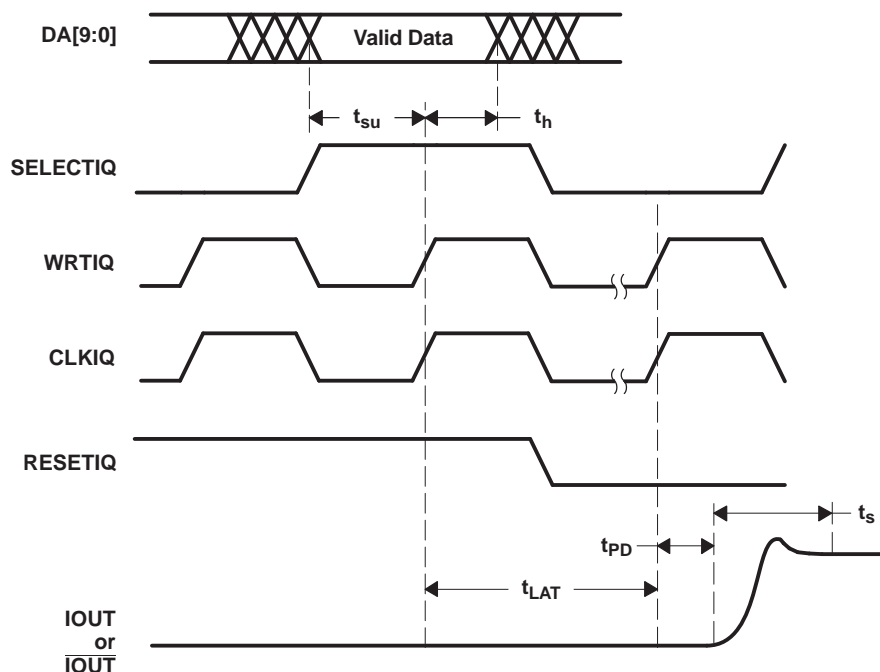 DA[9:0]
Valid Data
tsu
th
SELECTIQ
WRTIQ
CLKIQ
RESETIQ
ts
tPD
tLAT
IOUT
or
IOUT